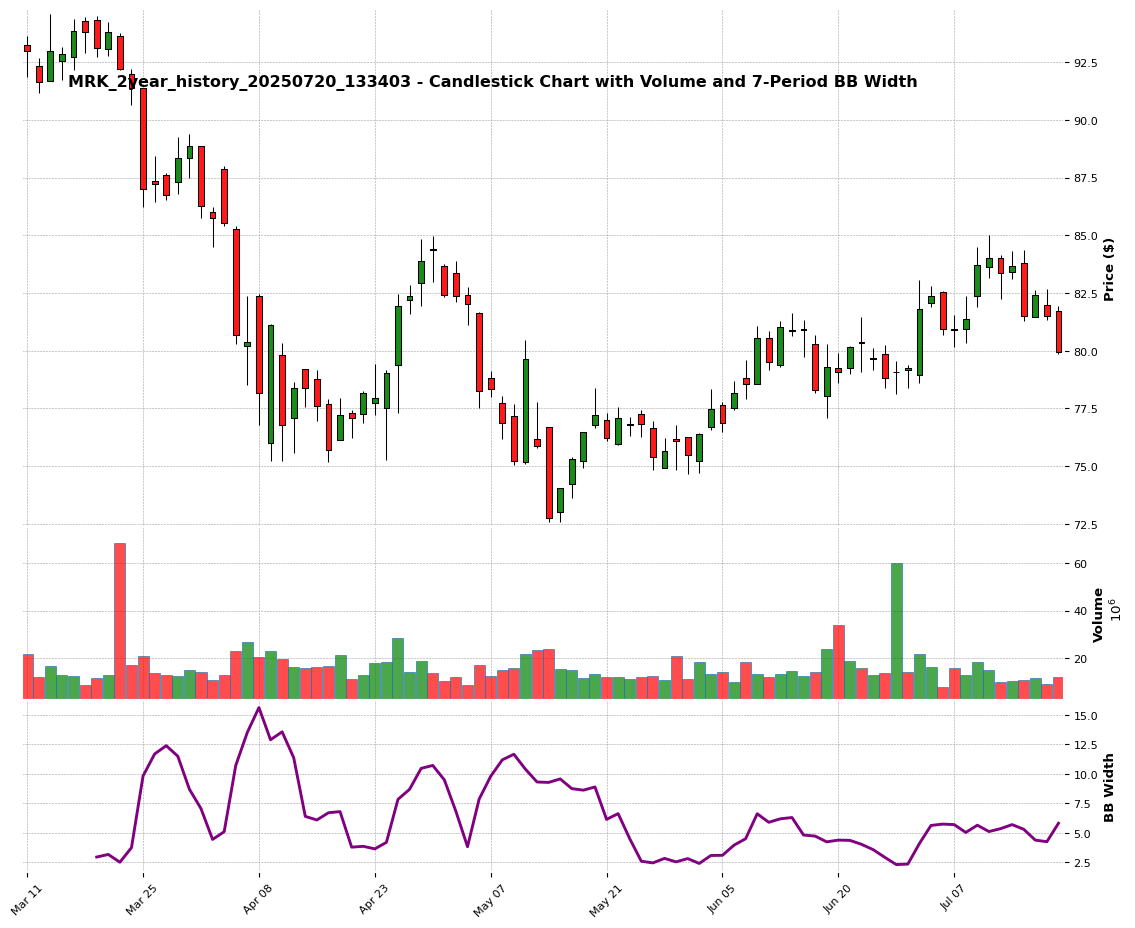 MRK_2year_history_20250720_133403 - Candlestick Chart with Volume and 7-Period BB Width
92.5
90.0
87.5
85.0
82.5
80.0
77.5
75.0
72.5
Price ($)
60
40
20
Volume
10^6
15.0
12.5
10.0
7.5
5.0
2.5
BB Width
Mar 11
Mar 25
Apr 08
Apr 23
May 07
May 21
Jun 05
Jun 20
Jul 07